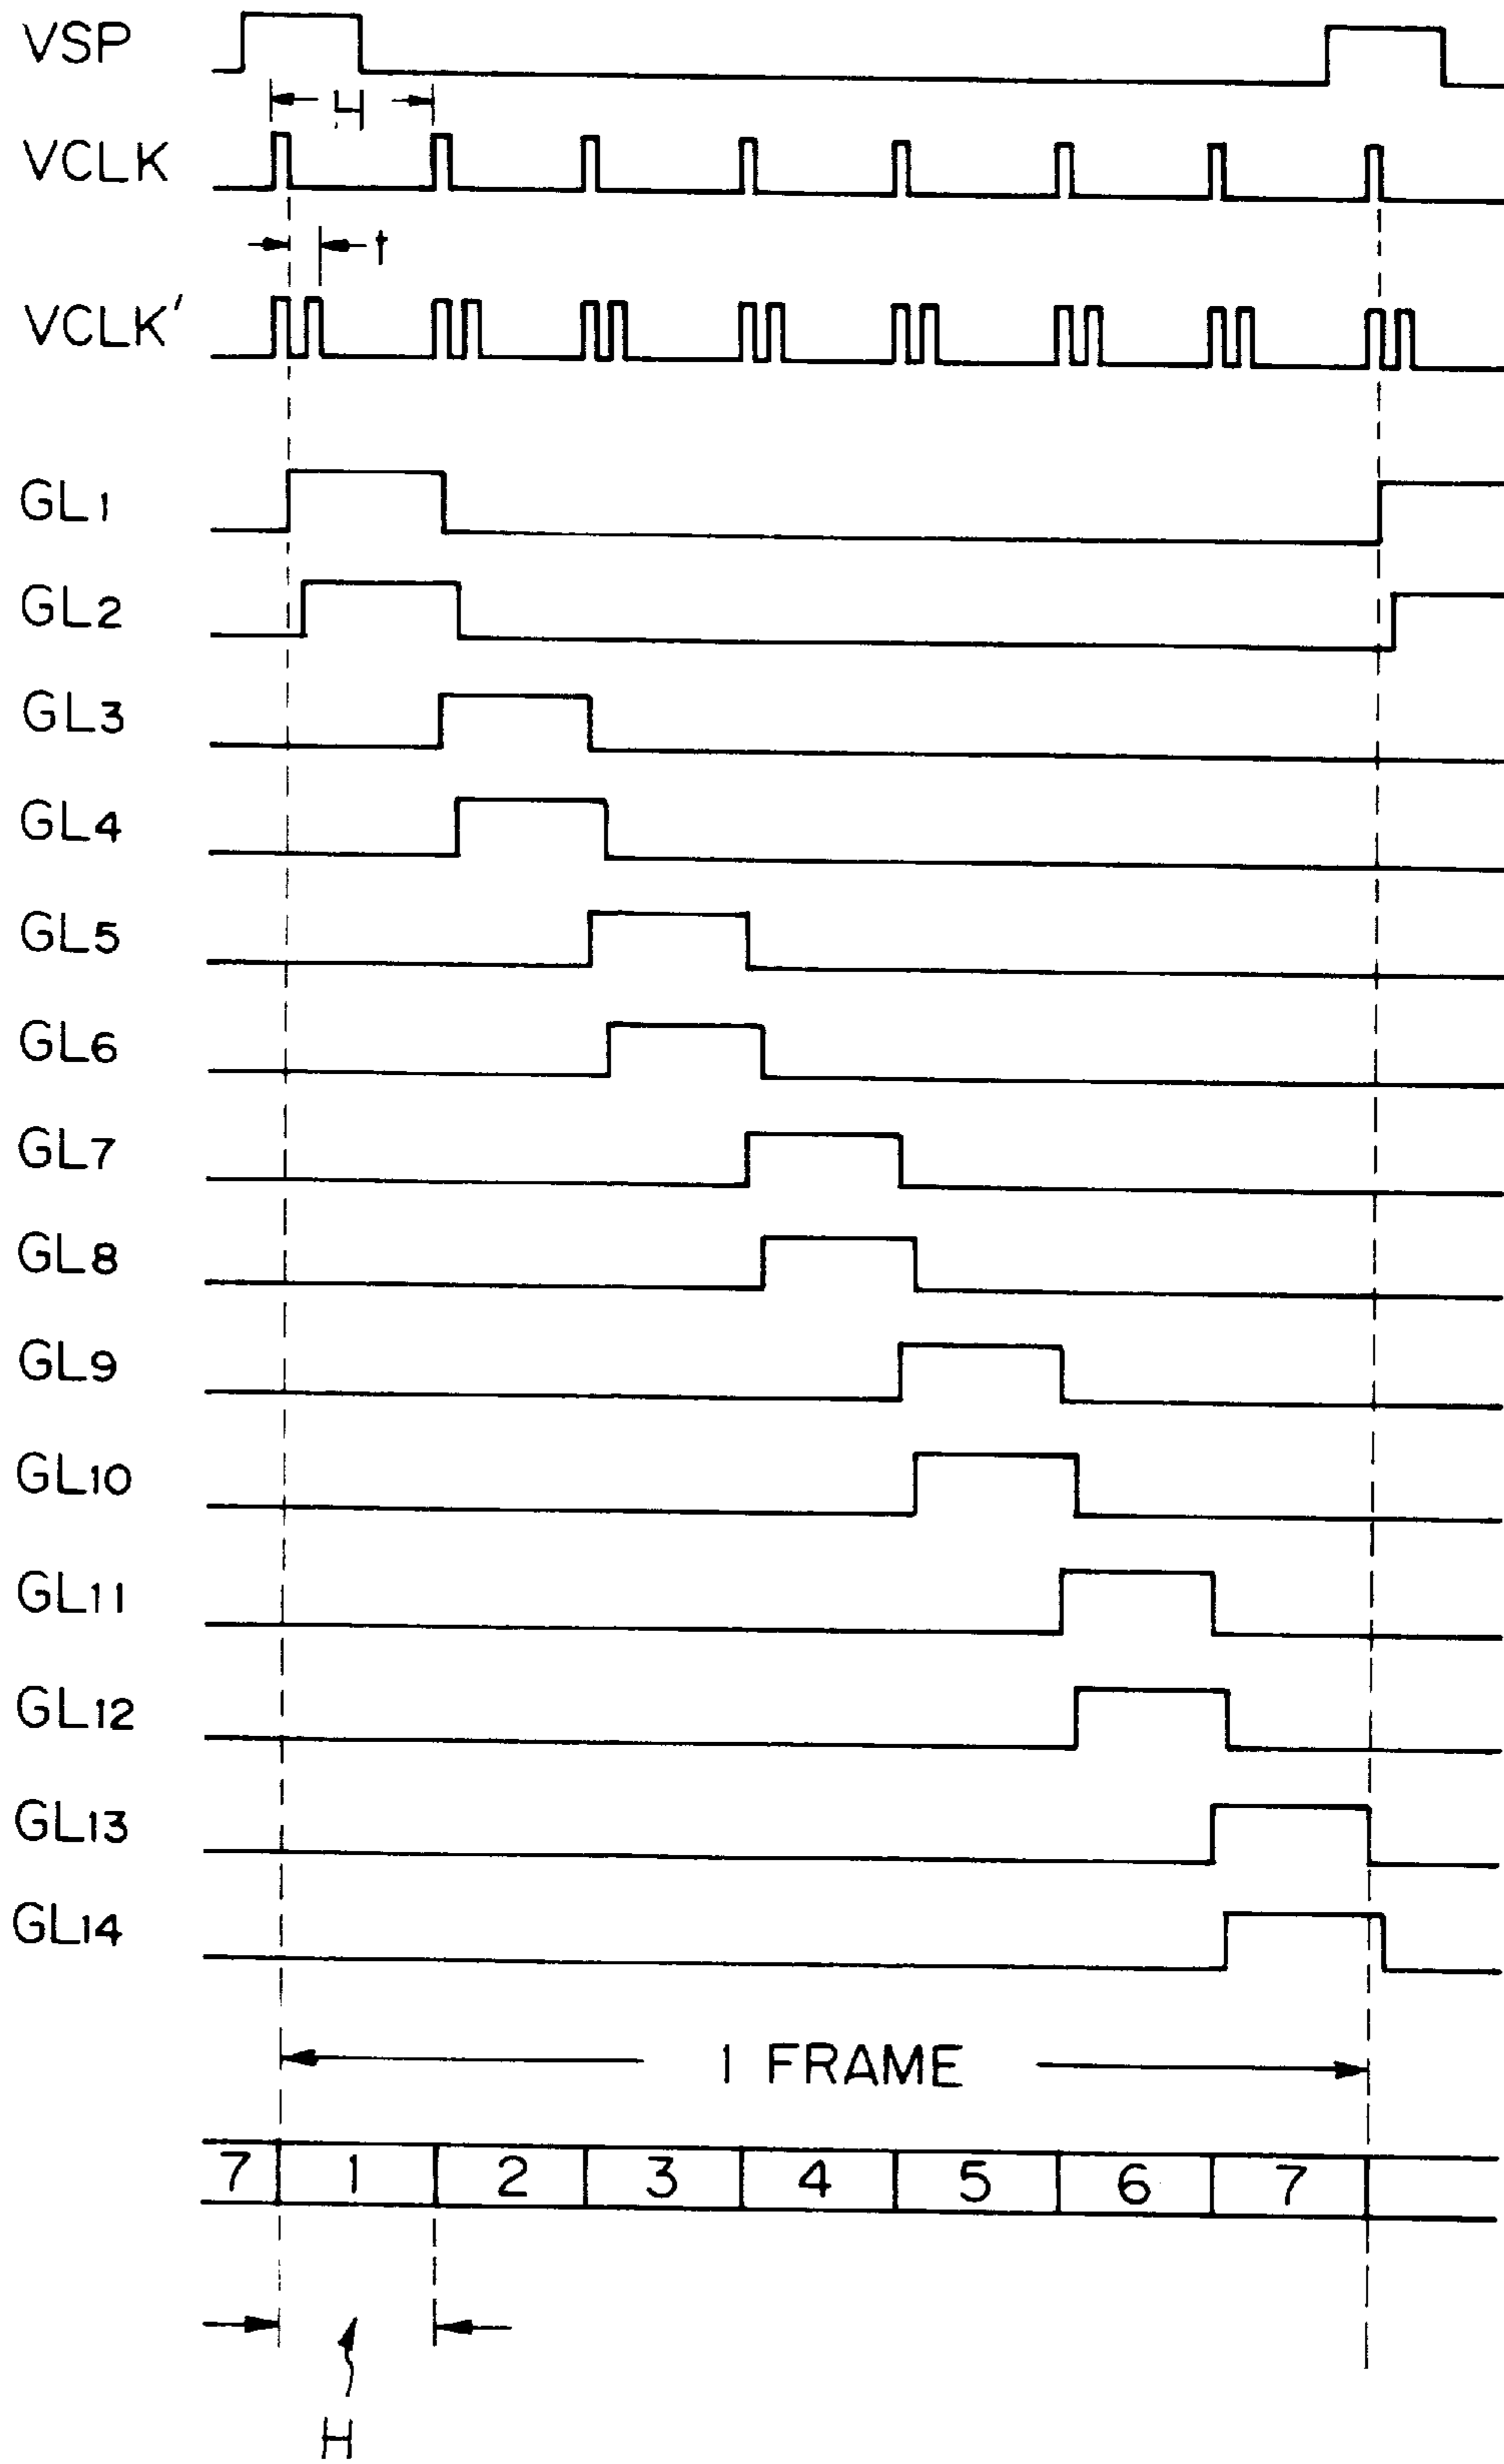 VSP
H
VCLK
t
VCLK'
GL1
GL2
GL3
GL4
GL5
GL6
GL7
GL8
GL9
GL10
GL11
GL12
GL13
GL14
1 FRAME
7 1 2 3 4 5 6 7
H